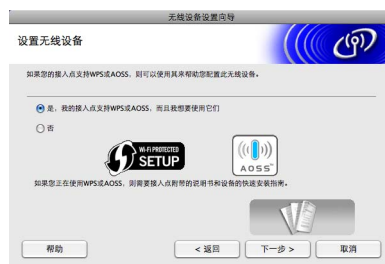 无线设备设置向导
设置无线设备
如果您的接入点支持WPS或AOSS，则可以使用其来帮助您配置此无线设备。
是，我的接入点支持WPS或AOSS，而且我想要使用它们
否
Wi-Fi PROTECTED
SETUP
AOSS™
如果您正在使用WPS或AOSS，则需要接入点附带的说明书和设备的快速安装指南。
帮助
< 返回
下一步 >
取消